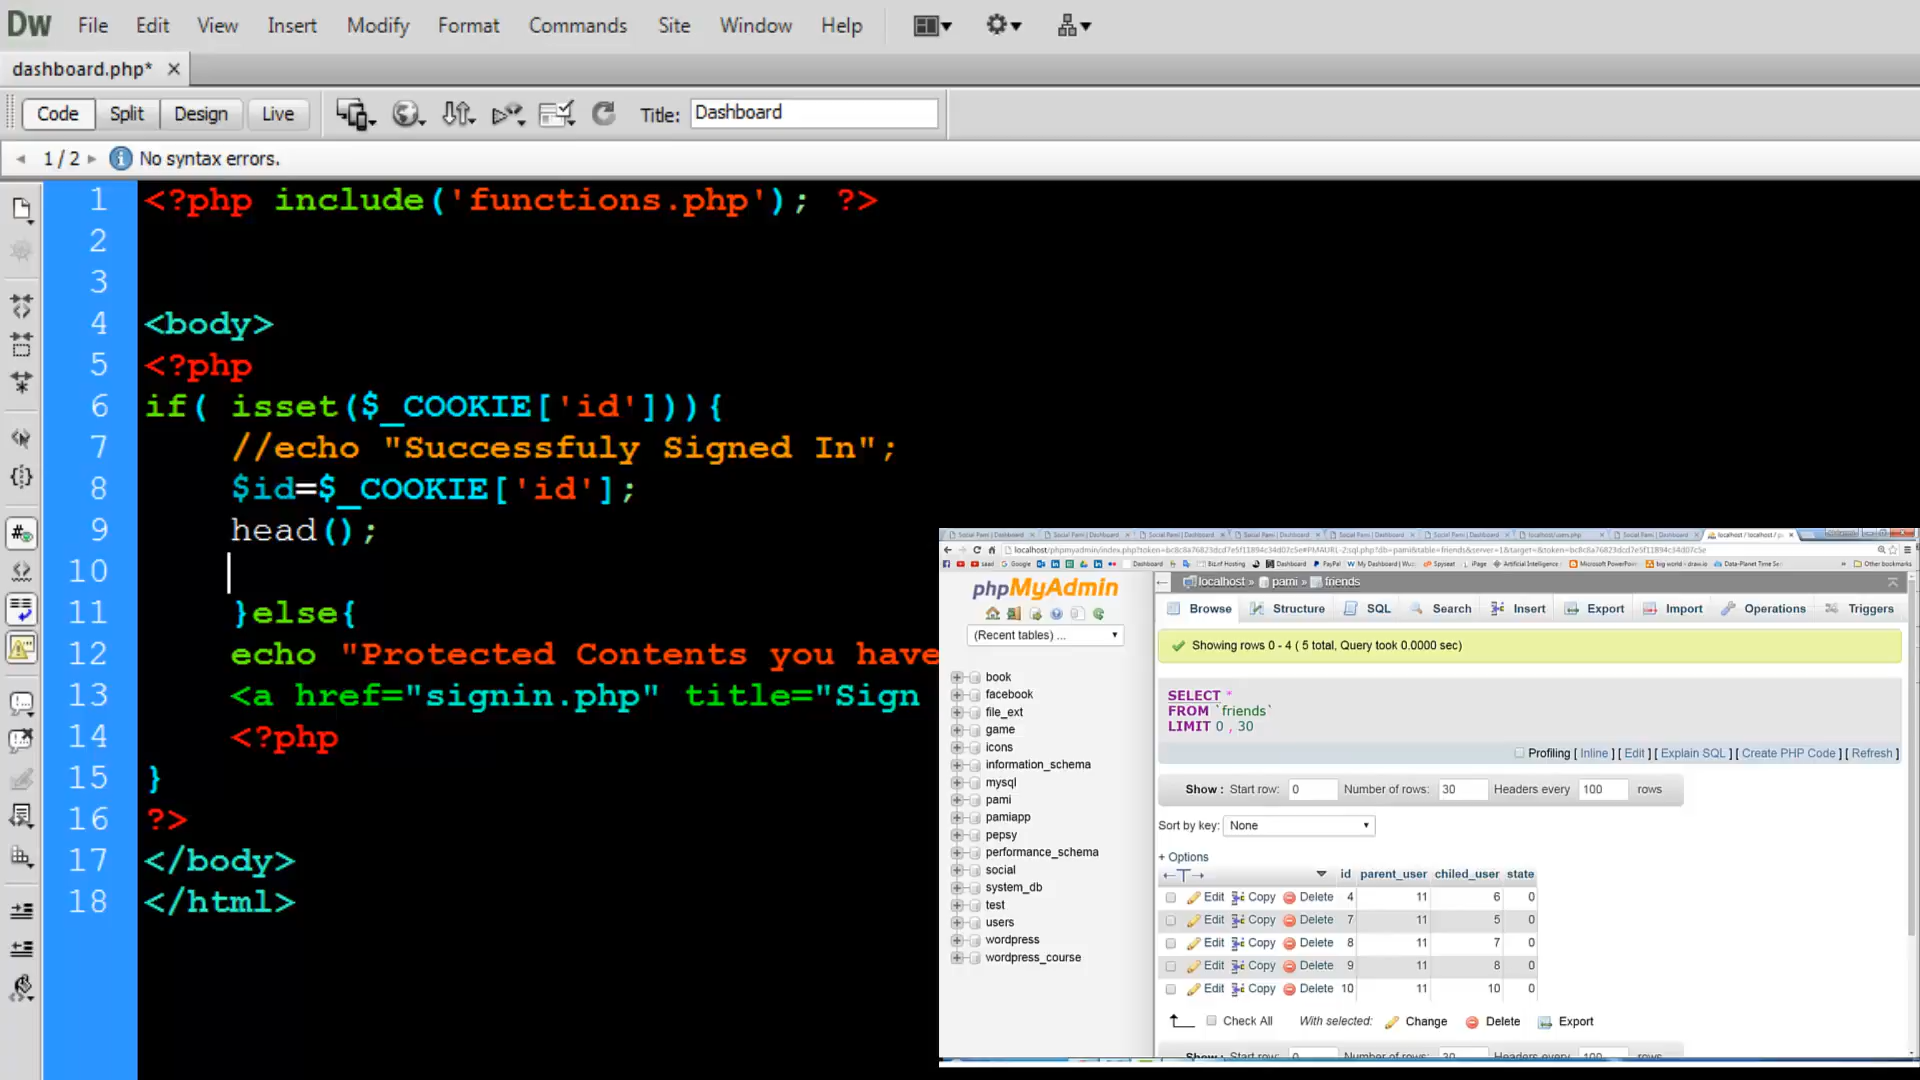 DW File Edit View Insert Modify Format Commands Site Window Help
dashboard.php*
Code Split Design Live Title: Dashboard
1 / 2 No syntax errors.
1 <?php include('functions.php'); ?>
2
3
4 <body>
5 <?php
6 if( isset($_COOKIE['id'])){
7 //echo "Successfuly Signed In";
8 $id=$_COOKIE['id'];
9 head();
10
11 }else{
12 echo "Protected Contents you have
13 <a href="signin.php" title="Sign
14 <?php
15 }
16 ?>
17 </body>
18 </html>
phpMyAdmin
(Recent tables) ...
book
facebook
file_ext
game
icons
information_schema
mysql
pami
pamiapp
pepsy
performance_schema
social
system_db
test
users
wordpress
wordpress_course
localhost » pami » friends
Browse Structure SQL Search Insert Export Import Operations Triggers
Showing rows 0 - 4 ( 5 total, Query took 0.0000 sec)
SELECT *
FROM `friends`
LIMIT 0 , 30
Profiling [ Inline ] [ Edit ] [ Explain SQL ] [ Create PHP Code ] [ Refresh ]
Show : Start row: 0 Number of rows: 30 Headers every 100 rows
Sort by key: None
+ Options
←T→ id parent_user chiled_user state
Edit Copy Delete 4 11 6 0
Edit Copy Delete 7 11 5 0
Edit Copy Delete 8 11 7 0
Edit Copy Delete 9 11 8 0
Edit Copy Delete 10 11 10 0
Check All With selected: Change Delete Export
Show : Start row: 0 Number of rows: 30 Headers every 100 rows